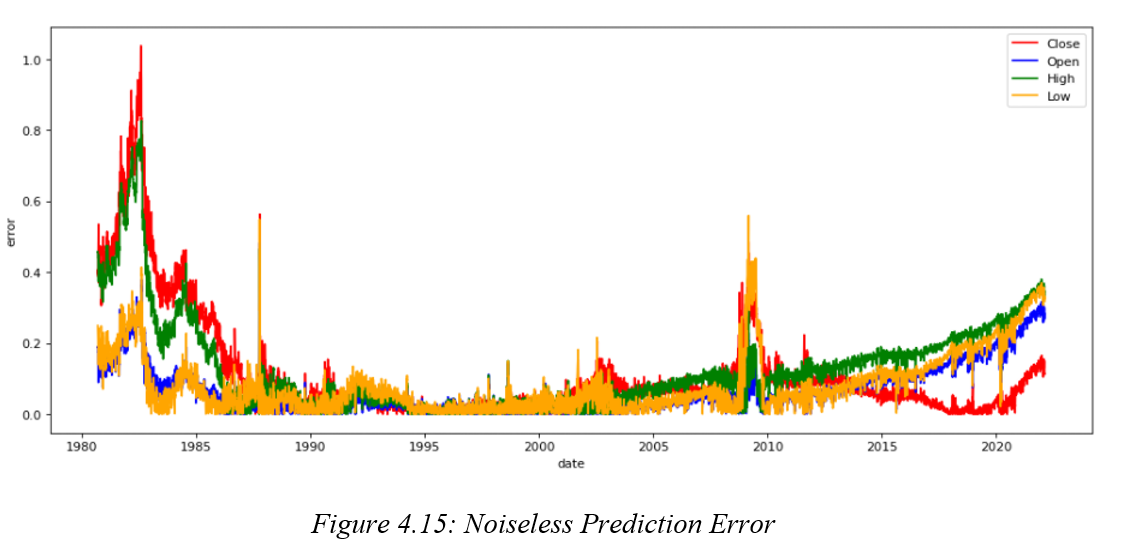 Close
Open
High
Low
1.0
0.8
0.6
0.4
0.2
0.0
error
1980 1985 1990 1995 2000 2005 2010 2015 2020
date
Figure 4.15: Noiseless Prediction Error